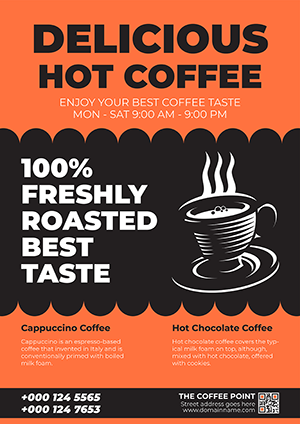 DELICIOUS
HOT COFFEE
ENJOY YOUR BEST COFFEE TASTE
MON - SAT 9:00 AM - 9:00 PM
100%
FRESHLY
ROASTED
BEST
TASTE
Cappuccino Coffee
Cappuccino is an espresso-based
coffee that invented in Italy and is
conventionally primed with boiled
milk foam.
Hot Chocolate Coffee
Hot chocolate coffee covers the typ-
ical milk foam on top, although,
mixed with hot chocolate, offered
with cookies.
+000 124 5565
+000 124 7653
THE COFFEE POINT
Street address goes here
www.domainname.com